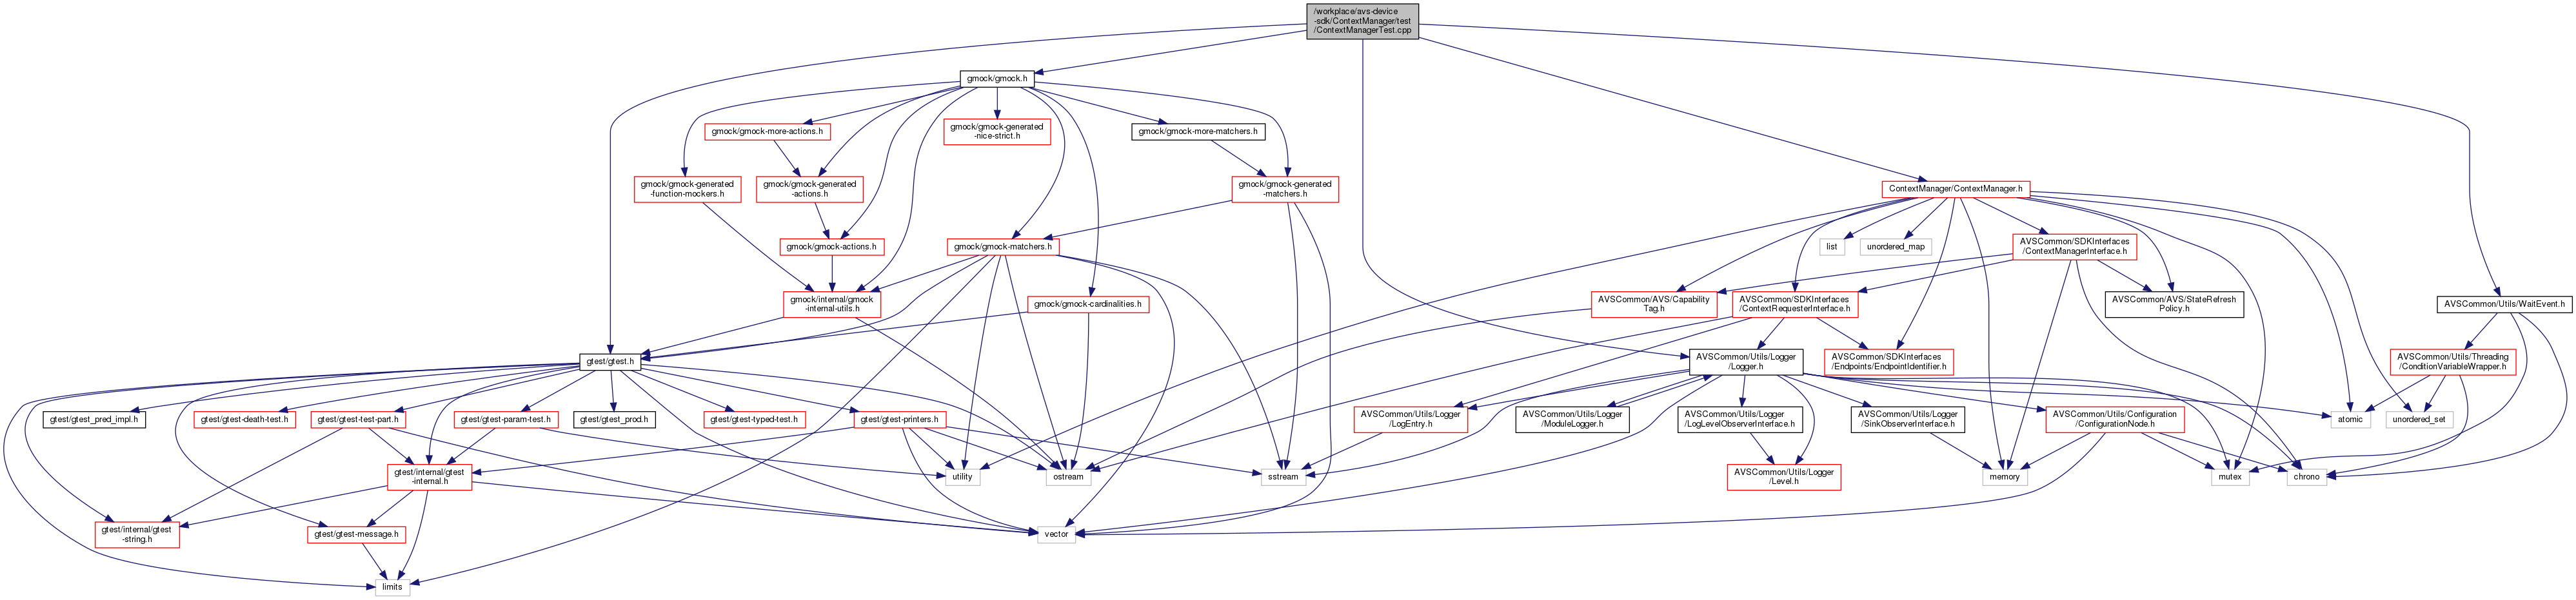 /workplace/avs-device
-sdk/ContextManager/test
/ContextManagerTest.cpp
gmock/gmock.h
gmock/gmock-more-actions.h
gmock/gmock-generated
-nice-strict.h
gmock/gmock-more-matchers.h
gmock/gmock-generated
-function-mockers.h
gmock/gmock-generated
-actions.h
gmock/gmock-generated
-matchers.h
ContextManager/ContextManager.h
gmock/gmock-actions.h
gmock/gmock-matchers.h
list
unordered_map
AVSCommon/SDKInterfaces
/ContextManagerInterface.h
gmock/internal/gmock
-internal-utils.h
gmock/gmock-cardinalities.h
AVSCommon/AVS/Capability
Tag.h
AVSCommon/SDKInterfaces
/ContextRequesterInterface.h
AVSCommon/AVS/StateRefresh
Policy.h
AVSCommon/Utils/WaitEvent.h
gtest/gtest.h
AVSCommon/Utils/Logger
/Logger.h
AVSCommon/SDKInterfaces
/Endpoints/EndpointIdentifier.h
AVSCommon/Utils/Threading
/ConditionVariableWrapper.h
gtest/gtest_pred_impl.h
gtest/gtest-death-test.h
gtest/gtest-test-part.h
gtest/gtest-param-test.h
gtest/gtest_prod.h
gtest/gtest-typed-test.h
gtest/gtest-printers.h
AVSCommon/Utils/Logger
/LogEntry.h
AVSCommon/Utils/Logger
/ModuleLogger.h
AVSCommon/Utils/Logger
/LogLevelObserverInterface.h
AVSCommon/Utils/Logger
/SinkObserverInterface.h
AVSCommon/Utils/Configuration
/ConfigurationNode.h
atomic
unordered_set
gtest/internal/gtest
-internal.h
utility
ostream
sstream
AVSCommon/Utils/Logger
/Level.h
memory
mutex
chrono
gtest/internal/gtest
-string.h
gtest/gtest-message.h
vector
limits